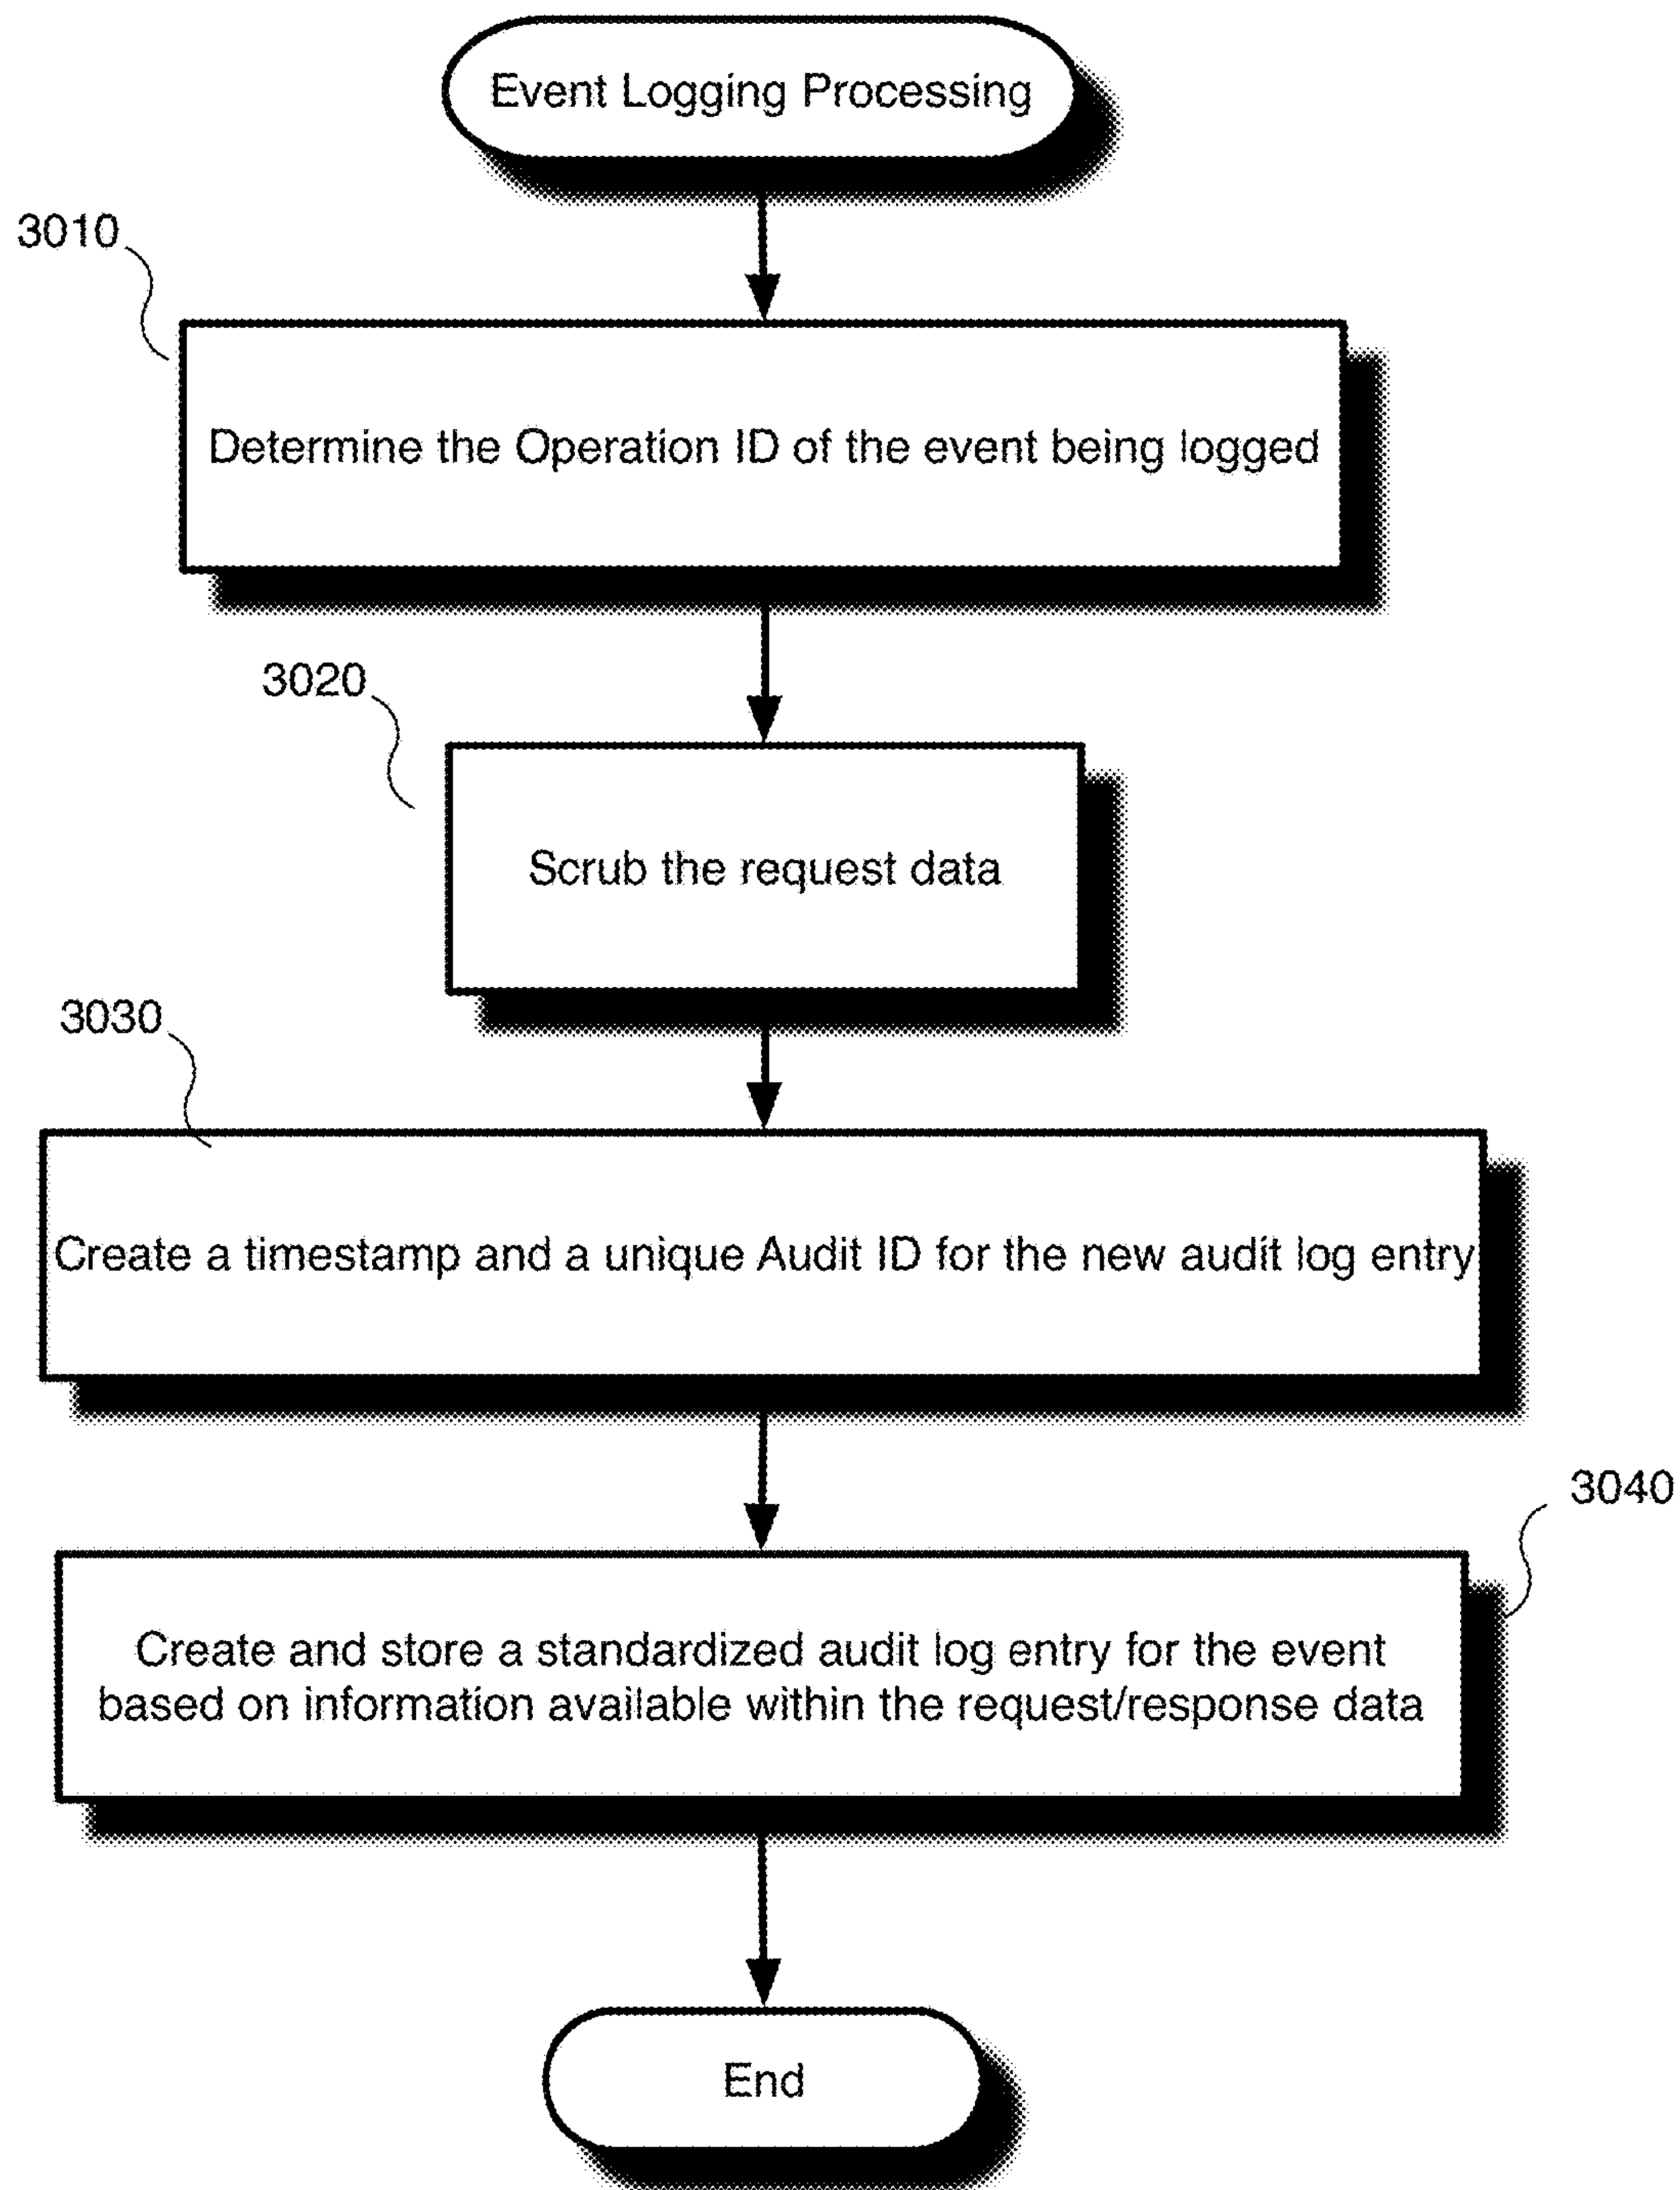 Event Logging Processing
3010
Determine the Operation ID of the event being logged
3020
Scrub the request data
3030
Create a timestamp and a unique Audit ID for the new audit log entry
3040
Create and store a standardized audit log entry for the event
based on information available within the request/response data
End